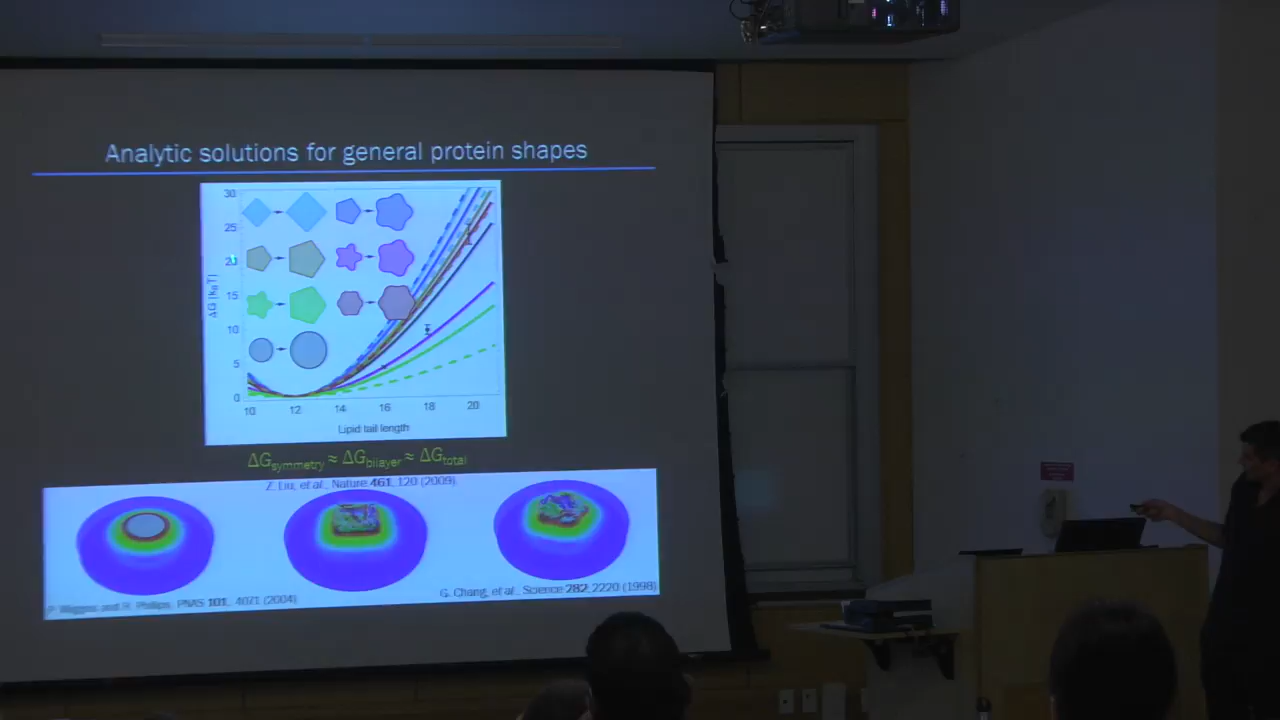 Analytic solutions for general protein shapes
30
25
20
15
10
5
0
ΔG [k_BT]
10 12 14 16 18 20
Lipid tail length
ΔG_symmetry ≈ ΔG_bilayer ≈ ΔG_total
Z. Liu, et al., Nature 461, 120 (2009).
G. Chang, et al., Science 282, 2220 (1998)
P. Wiggins and R. Phillips, PNAS 101, 4071 (2004)